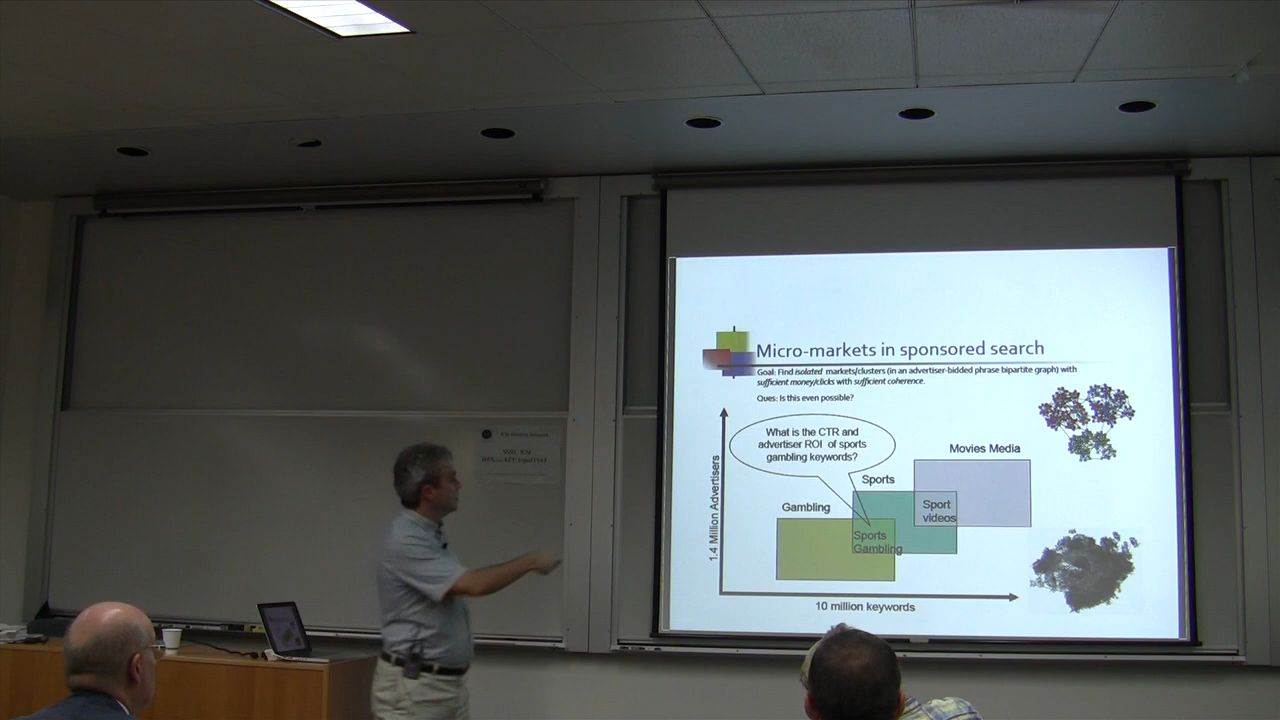 Micro-markets in sponsored search
Goal: Find isolated markets/clusters (in an advertiser-bidded phrase bipartite graph) with
sufficient money/clicks with sufficient coherence.
Ques: Is this even possible?
What is the CTR and
advertiser ROI of sports
gambling keywords?
Movies Media
Sports
Gambling
Sport
videos
Sports
Gambling
1.4 Million Advertisers
10 million keywords